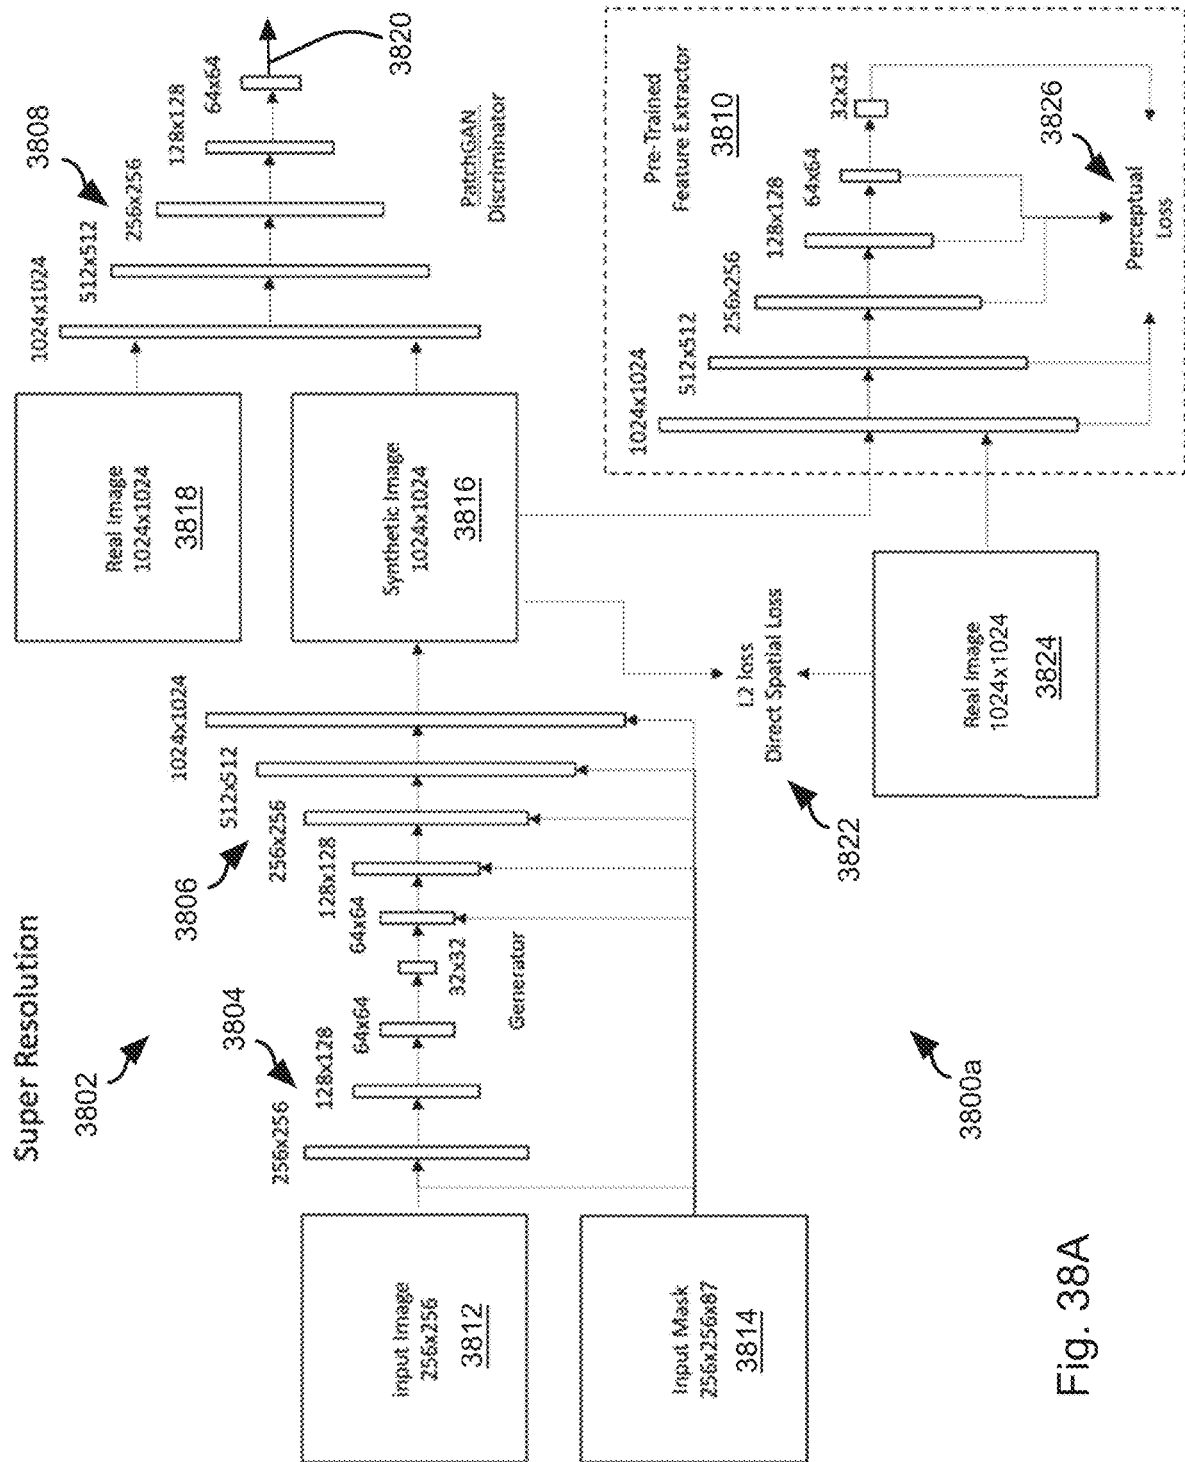 Super Resolution
3802
3804
3806
3808
3820
Input Image
256x256
3812
Input Mask
256x256x87
3814
256x256
128x128
64x64
32x32
64x64
128x128
256x256
512x512
1024x1024
Generator
Real Image
1024x1024
3818
Synthetic Image
1024x1024
3816
1024x1024
512x512
256x256
128x128
64x64
PatchGAN
Discriminator
L2 loss
Direct Spatial Loss
3822
Real Image
1024x1024
3824
Pre-Trained
Feature Extractor
3810
1024x1024
512x512
256x256
128x128
64x64
32x32
3826
Perceptual
Loss
3800a
Fig. 38A